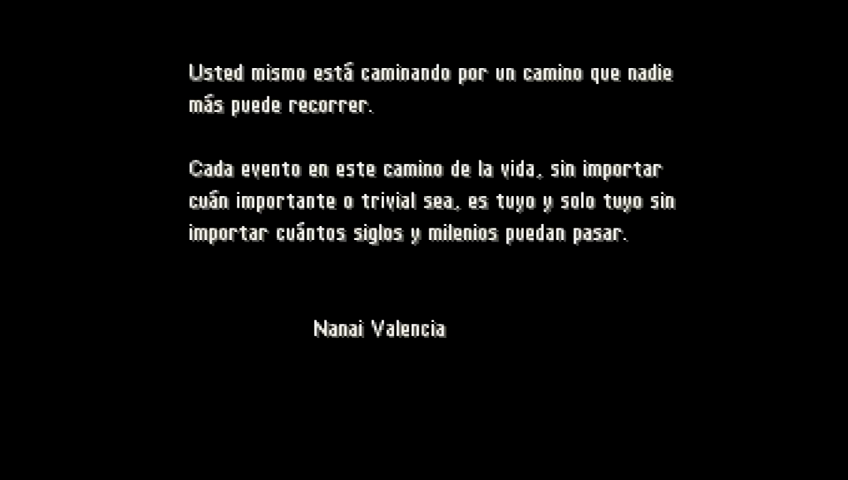 Usted mismo está caminando por un camino que nadie
más puede recorrer.
Cada evento en este camino de la vida, sin importar
cuán importante o trivial sea, es tuyo y solo tuyo sin
importar cuántos siglos y milenios puedan pasar.
Nanai Valencia